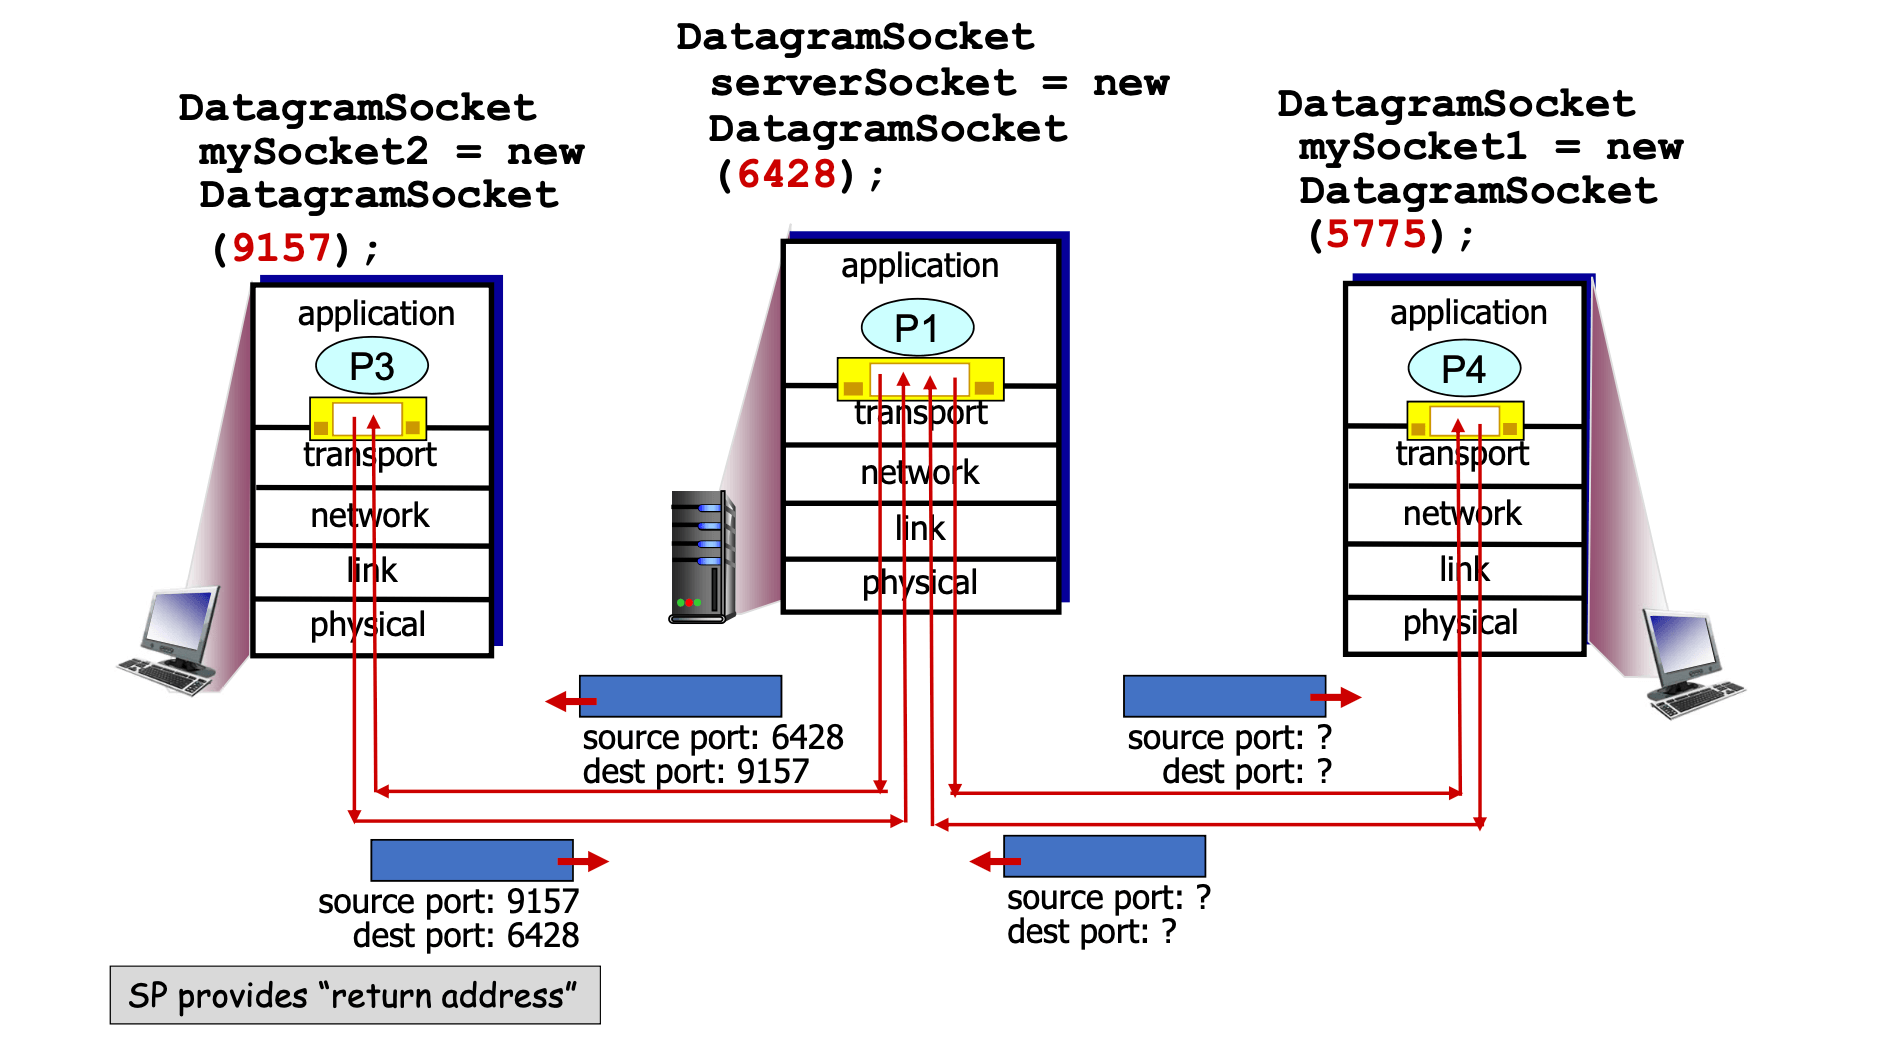 DatagramSocket
mySocket2 = new
DatagramSocket
(9157);
DatagramSocket
serverSocket = new
DatagramSocket
(6428);
DatagramSocket
mySocket1 = new
DatagramSocket
(5775);
application
P3
transport
network
link
physical
application
P1
transport
network
link
physical
application
P4
transport
network
link
physical
source port: 6428
dest port: 9157
source port: ?
dest port: ?
source port: 9157
dest port: 6428
source port: ?
dest port: ?
SP provides “return address”